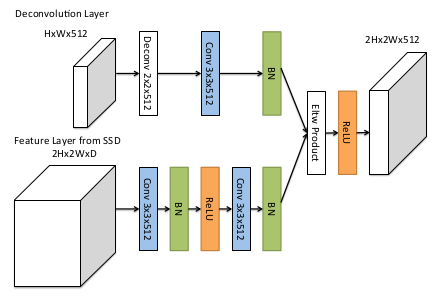 Deconvolution Layer
HxWx512
Deconv 2x2x512
Conv 3x3x512
BN
2Hx2Wx512
Eltw Product
ReLU
Feature Layer from SSD
2Hx2WxD
Conv 3x3x512
BN
ReLU
Conv 3x3x512
BN